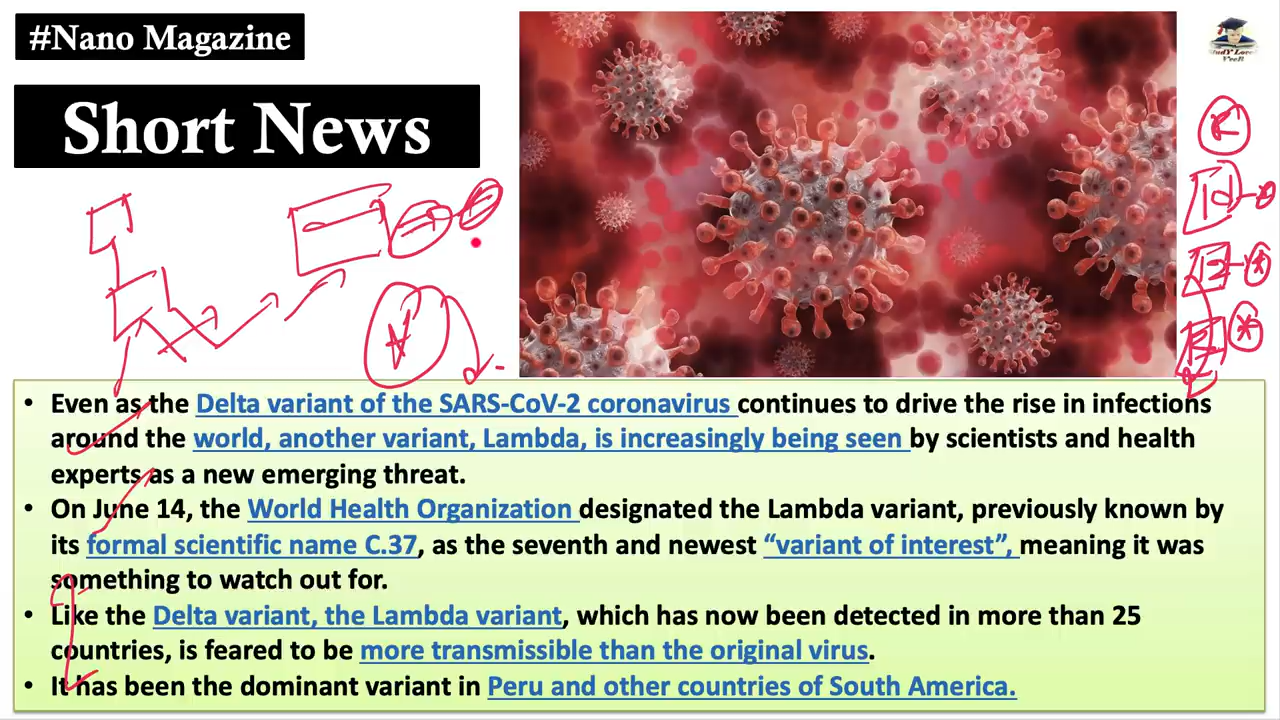 #Nano Magazine
Short News
• Even as the Delta variant of the SARS-CoV-2 coronavirus continues to drive the rise in infections
around the world, another variant, Lambda, is increasingly being seen by scientists and health
experts as a new emerging threat.
• On June 14, the World Health Organization designated the Lambda variant, previously known by
its formal scientific name C.37, as the seventh and newest “variant of interest”, meaning it was
something to watch out for.
• Like the Delta variant, the Lambda variant, which has now been detected in more than 25
countries, is feared to be more transmissible than the original virus.
• It has been the dominant variant in Peru and other countries of South America.